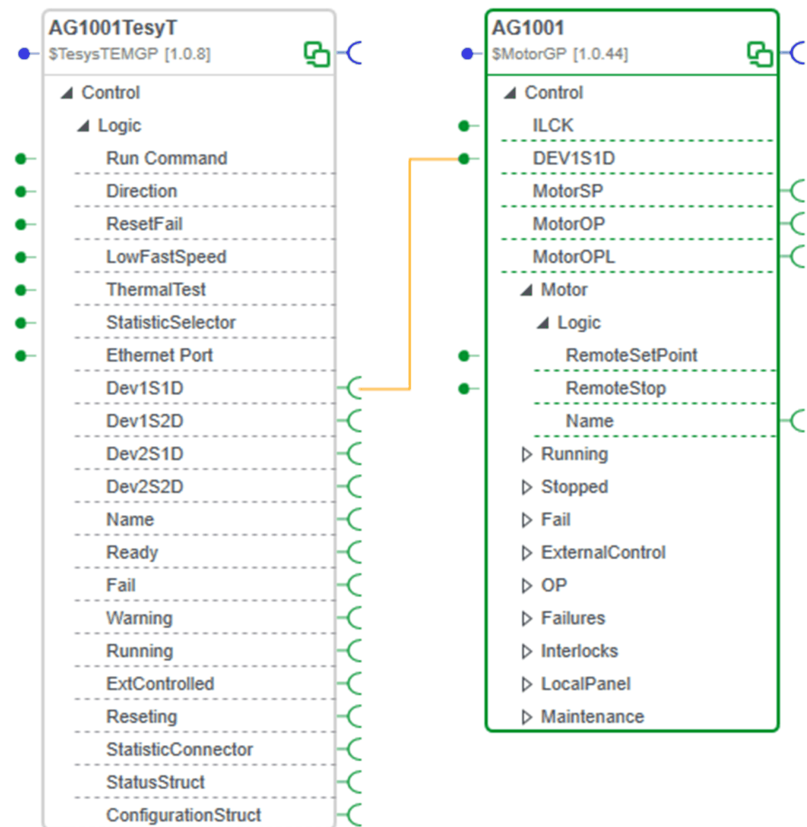 AG1001TesyT
$TesysTEMGP [1.0.8]
Control
Logic
Run Command
Direction
ResetFail
LowFastSpeed
ThermalTest
StatisticSelector
Ethernet Port
Dev1S1D
Dev1S2D
Dev2S1D
Dev2S2D
Name
Ready
Fail
Warning
Running
ExtControlled
Reseting
StatisticConnector
StatusStruct
ConfigurationStruct
AG1001
$MotorGP [1.0.44]
Control
ILCK
DEV1S1D
MotorSP
MotorOP
MotorOPL
Motor
Logic
RemoteSetPoint
RemoteStop
Name
Running
Stopped
Fail
ExternalControl
OP
Failures
Interlocks
LocalPanel
Maintenance